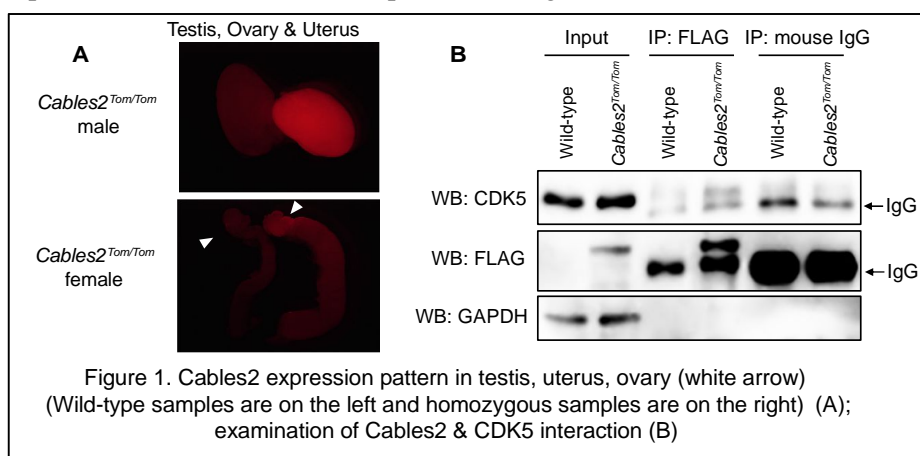 Testis, Ovary & Uterus
A
Cables2Tom/Tom
male
Cables2Tom/Tom
female
B
Input IP: FLAG IP: mouse IgG
Wild-type Cables2Tom/Tom Wild-type Cables2Tom/Tom Wild-type Cables2Tom/Tom
WB: CDK5
IgG
WB: FLAG
IgG
WB: GAPDH
Figure 1. Cables2 expression pattern in testis, uterus, ovary (white arrow)
(Wild-type samples are on the left and homozygous samples are on the right) (A);
examination of Cables2 & CDK5 interaction (B)